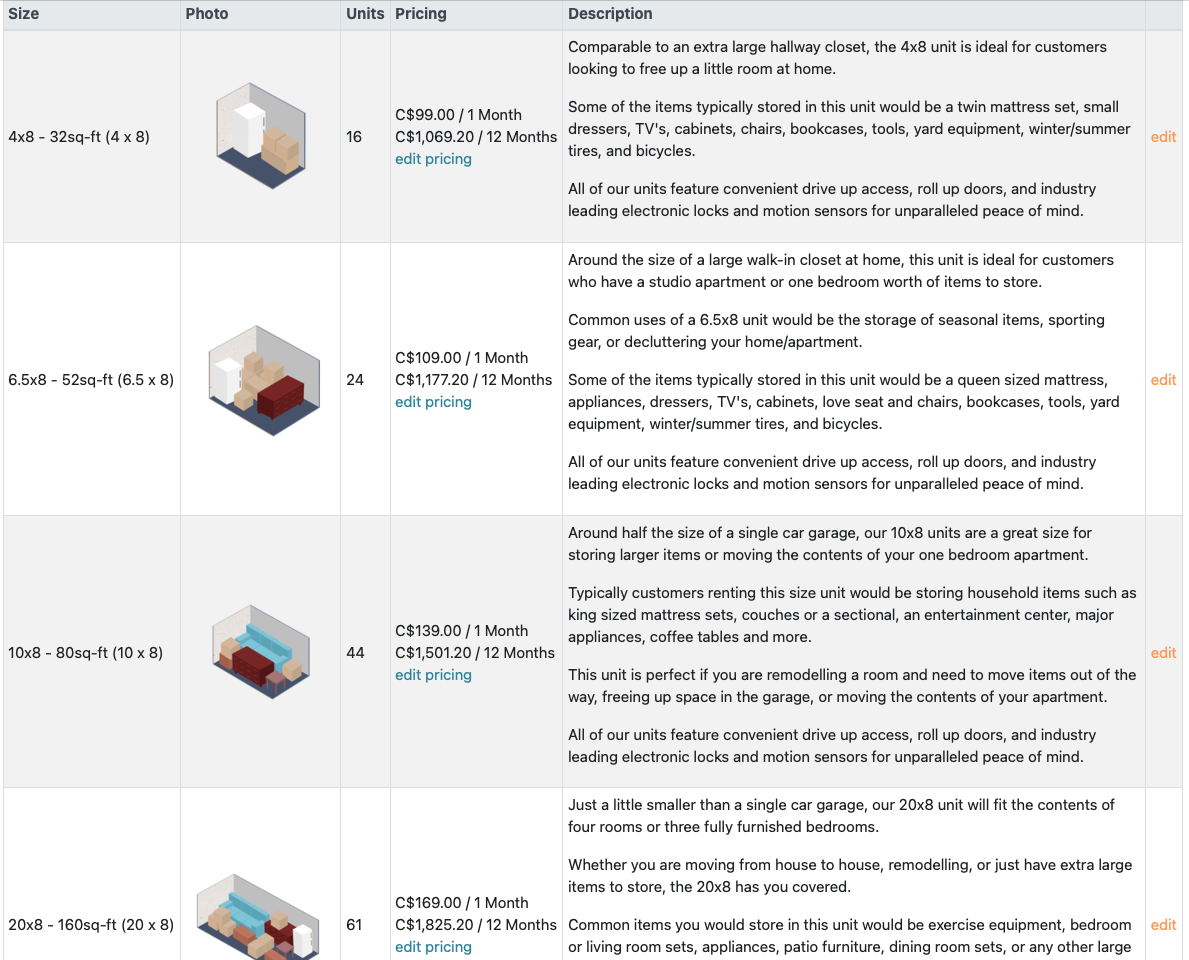 Size Photo Units Pricing Description
4x8 - 32sq-ft (4 x 8)
16
C$99.00 / 1 Month
C$1,069.20 / 12 Months
edit pricing
Comparable to an extra large hallway closet, the 4x8 unit is ideal for customers
looking to free up a little room at home.
Some of the items typically stored in this unit would be a twin mattress set, small
dressers, TV's, cabinets, chairs, bookcases, tools, yard equipment, winter/summer
tires, and bicycles.
All of our units feature convenient drive up access, roll up doors, and industry
leading electronic locks and motion sensors for unparalleled peace of mind.
edit
6.5x8 - 52sq-ft (6.5 x 8)
24
C$109.00 / 1 Month
C$1,177.20 / 12 Months
edit pricing
Around the size of a large walk-in closet at home, this unit is ideal for customers
who have a studio apartment or one bedroom worth of items to store.
Common uses of a 6.5x8 unit would be the storage of seasonal items, sporting
gear, or decluttering your home/apartment.
Some of the items typically stored in this unit would be a queen sized mattress,
appliances, dressers, TV's, cabinets, love seat and chairs, bookcases, tools, yard
equipment, winter/summer tires, and bicycles.
All of our units feature convenient drive up access, roll up doors, and industry
leading electronic locks and motion sensors for unparalleled peace of mind.
edit
10x8 - 80sq-ft (10 x 8)
44
C$139.00 / 1 Month
C$1,501.20 / 12 Months
edit pricing
Around half the size of a single car garage, our 10x8 units are a great size for
storing larger items or moving the contents of your one bedroom apartment.
Typically customers renting this size unit would be storing household items such as
king sized mattress sets, couches or a sectional, an entertainment center, major
appliances, coffee tables and more.
This unit is perfect if you are remodelling a room and need to move items out of the
way, freeing up space in the garage, or moving the contents of your apartment.
All of our units feature convenient drive up access, roll up doors, and industry
leading electronic locks and motion sensors for unparalleled peace of mind.
edit
20x8 - 160sq-ft (20 x 8)
61
C$169.00 / 1 Month
C$1,825.20 / 12 Months
edit pricing
Just a little smaller than a single car garage, our 20x8 unit will fit the contents of
four rooms or three fully furnished bedrooms.
Whether you are moving from house to house, remodelling, or just have extra large
items to store, the 20x8 has you covered.
Common items you would store in this unit would be exercise equipment, bedroom
or living room sets, appliances, patio furniture, dining room sets, or any other large
edit